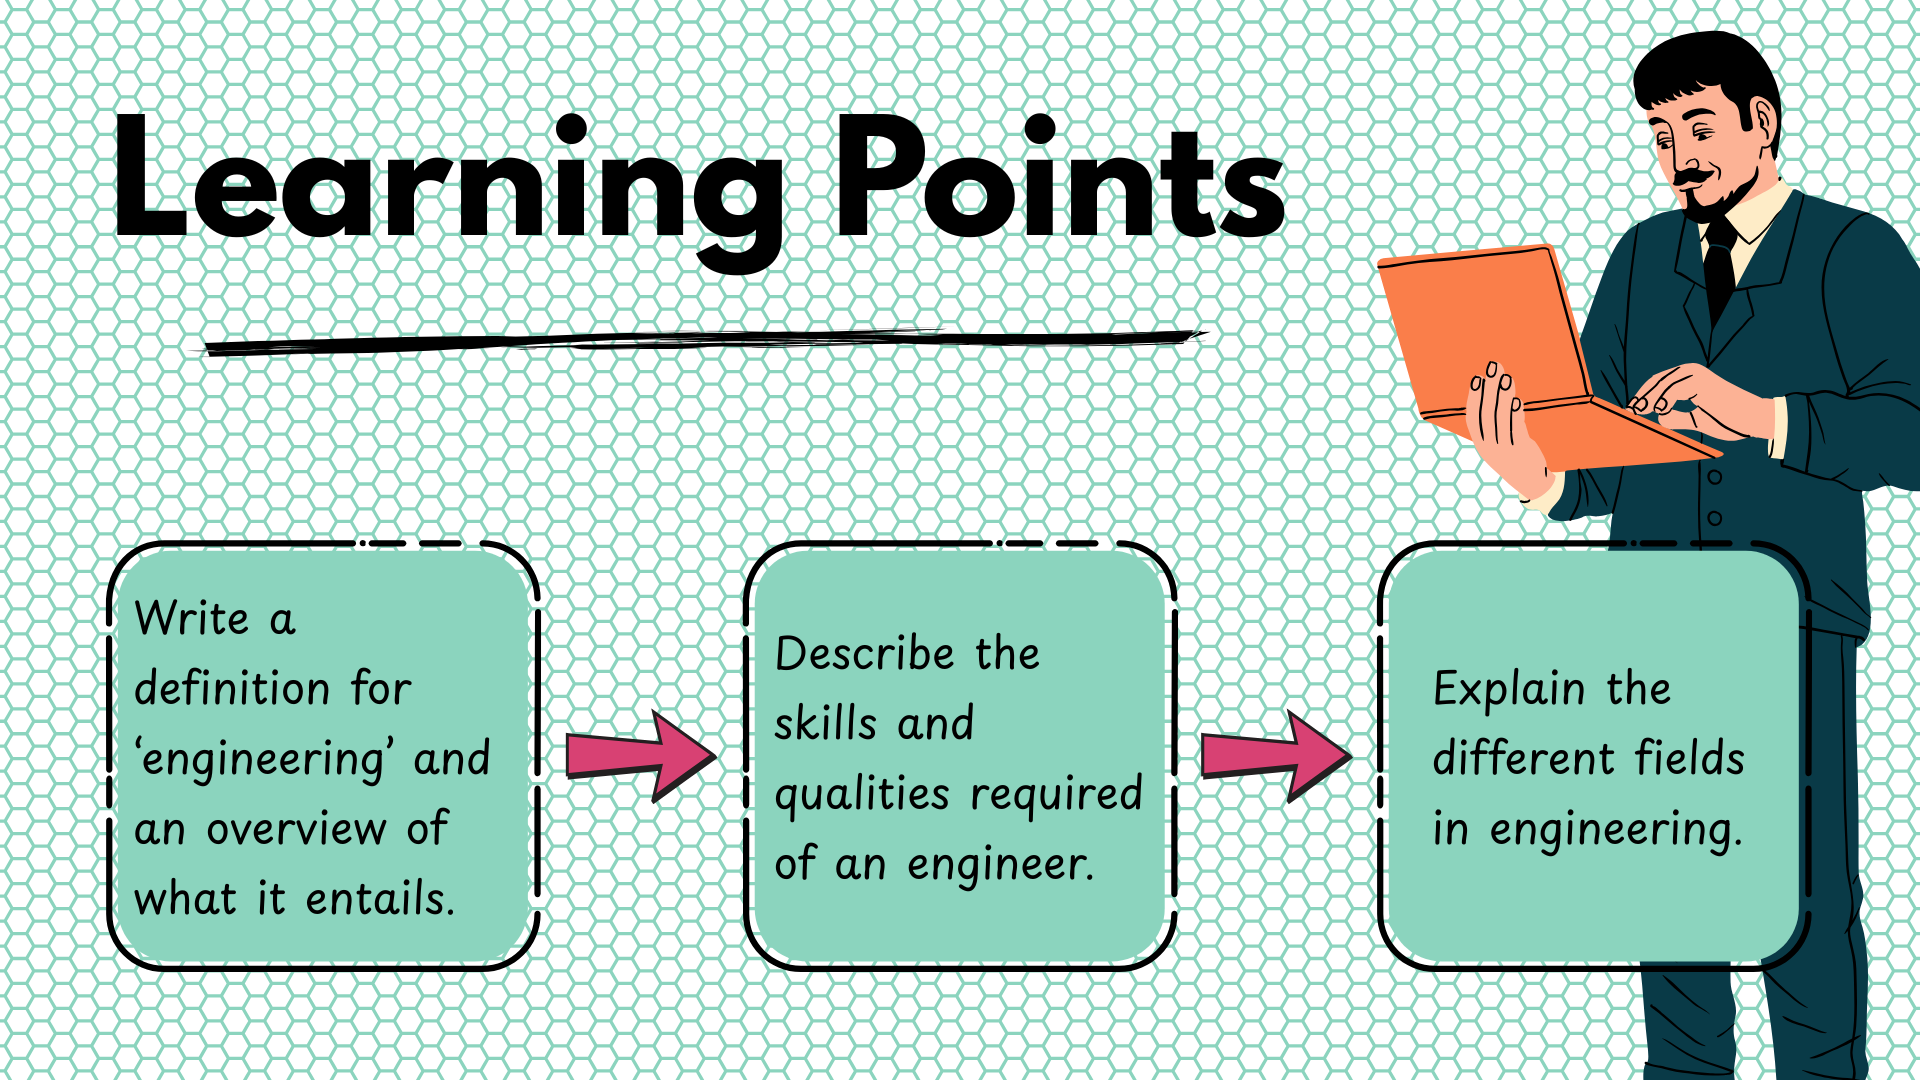 Learning Points
Write a
definition for
‘engineering’ and
an overview of
what it entails.
Describe the
skills and
qualities required
of an engineer.
Explain the
different fields
in engineering.